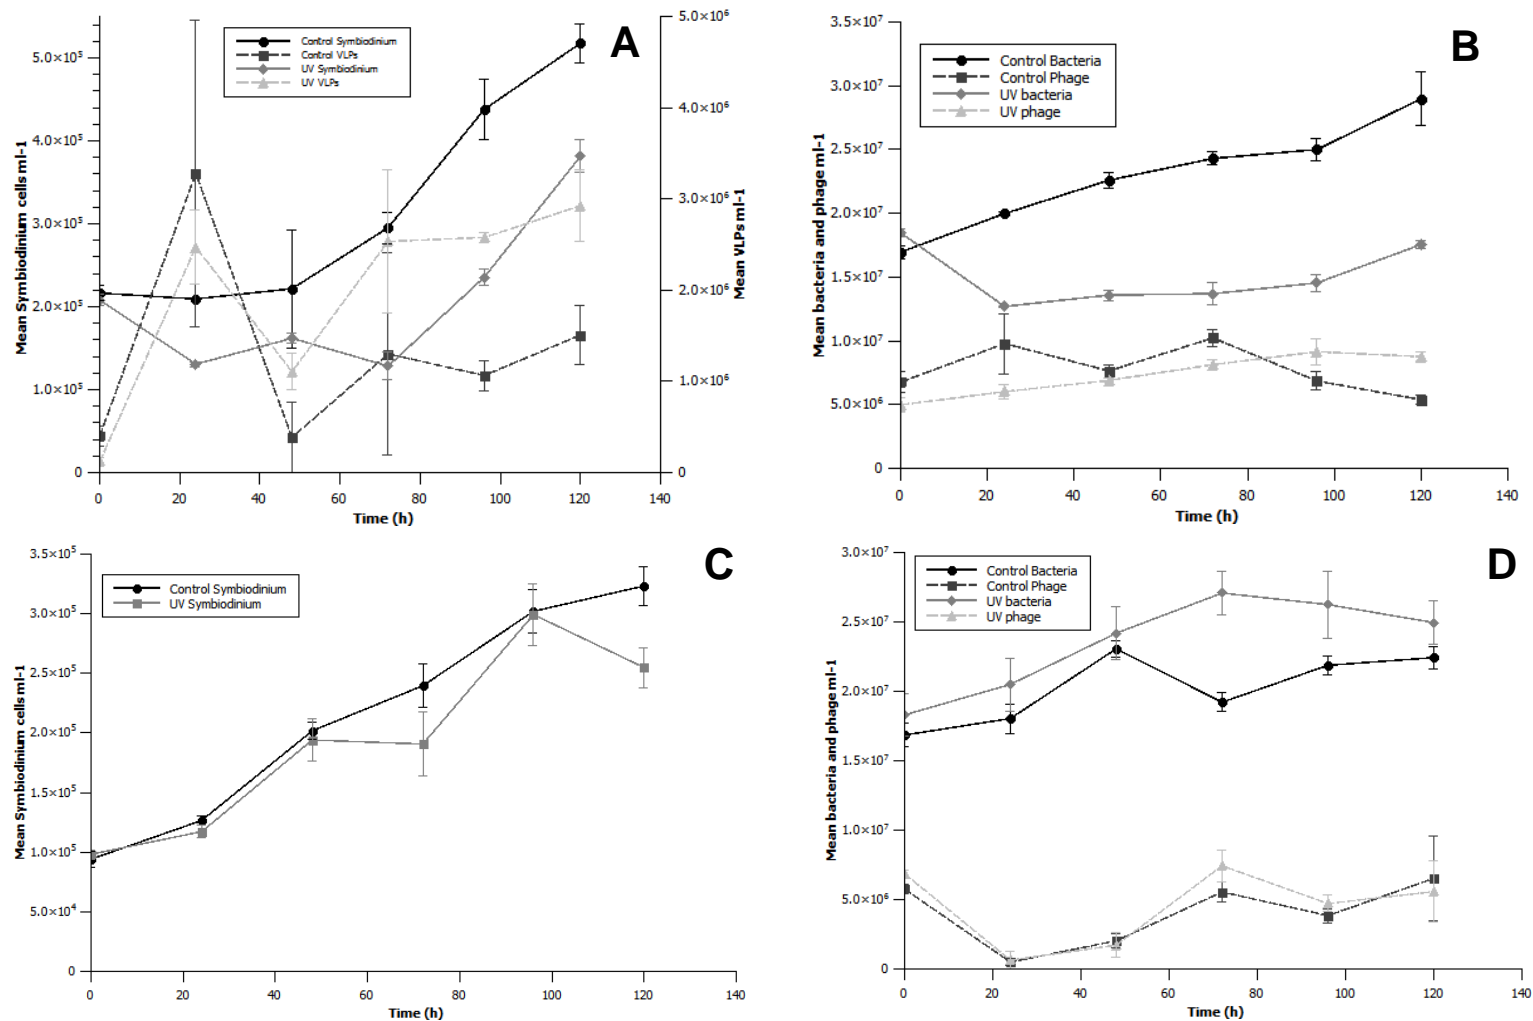 A
Control Symbiodinium
Control VLPs
UV Symbiodinium
UV VLPs
Mean Symbiodinium cells ml-1
5.0×10⁵
4.0×10⁵
3.0×10⁵
2.0×10⁵
1.0×10⁵
0
Mean VLPs ml-1
5.0×10⁶
4.0×10⁶
3.0×10⁶
2.0×10⁶
1.0×10⁶
0
0 20 40 60 80 100 120 140
Time (h)
B
Control Bacteria
Control Phage
UV bacteria
UV phage
Mean bacteria and phage ml-1
3.5×10⁷
3.0×10⁷
2.5×10⁷
2.0×10⁷
1.5×10⁷
1.0×10⁷
5.0×10⁶
0
0 20 40 60 80 100 120 140
Time (h)
C
Control Symbiodinium
UV Symbiodinium
Mean Symbiodinium cells ml-1
3.5×10⁵
3.0×10⁵
2.5×10⁵
2.0×10⁵
1.5×10⁵
1.0×10⁵
5.0×10⁴
0
0 20 40 60 80 100 120 140
Time (h)
D
Control Bacteria
Control Phage
UV bacteria
UV phage
Mean bacteria and phage ml-1
3.0×10⁷
2.5×10⁷
2.0×10⁷
1.5×10⁷
1.0×10⁷
5.0×10⁶
0
0 20 40 60 80 100 120 140
Time (h)